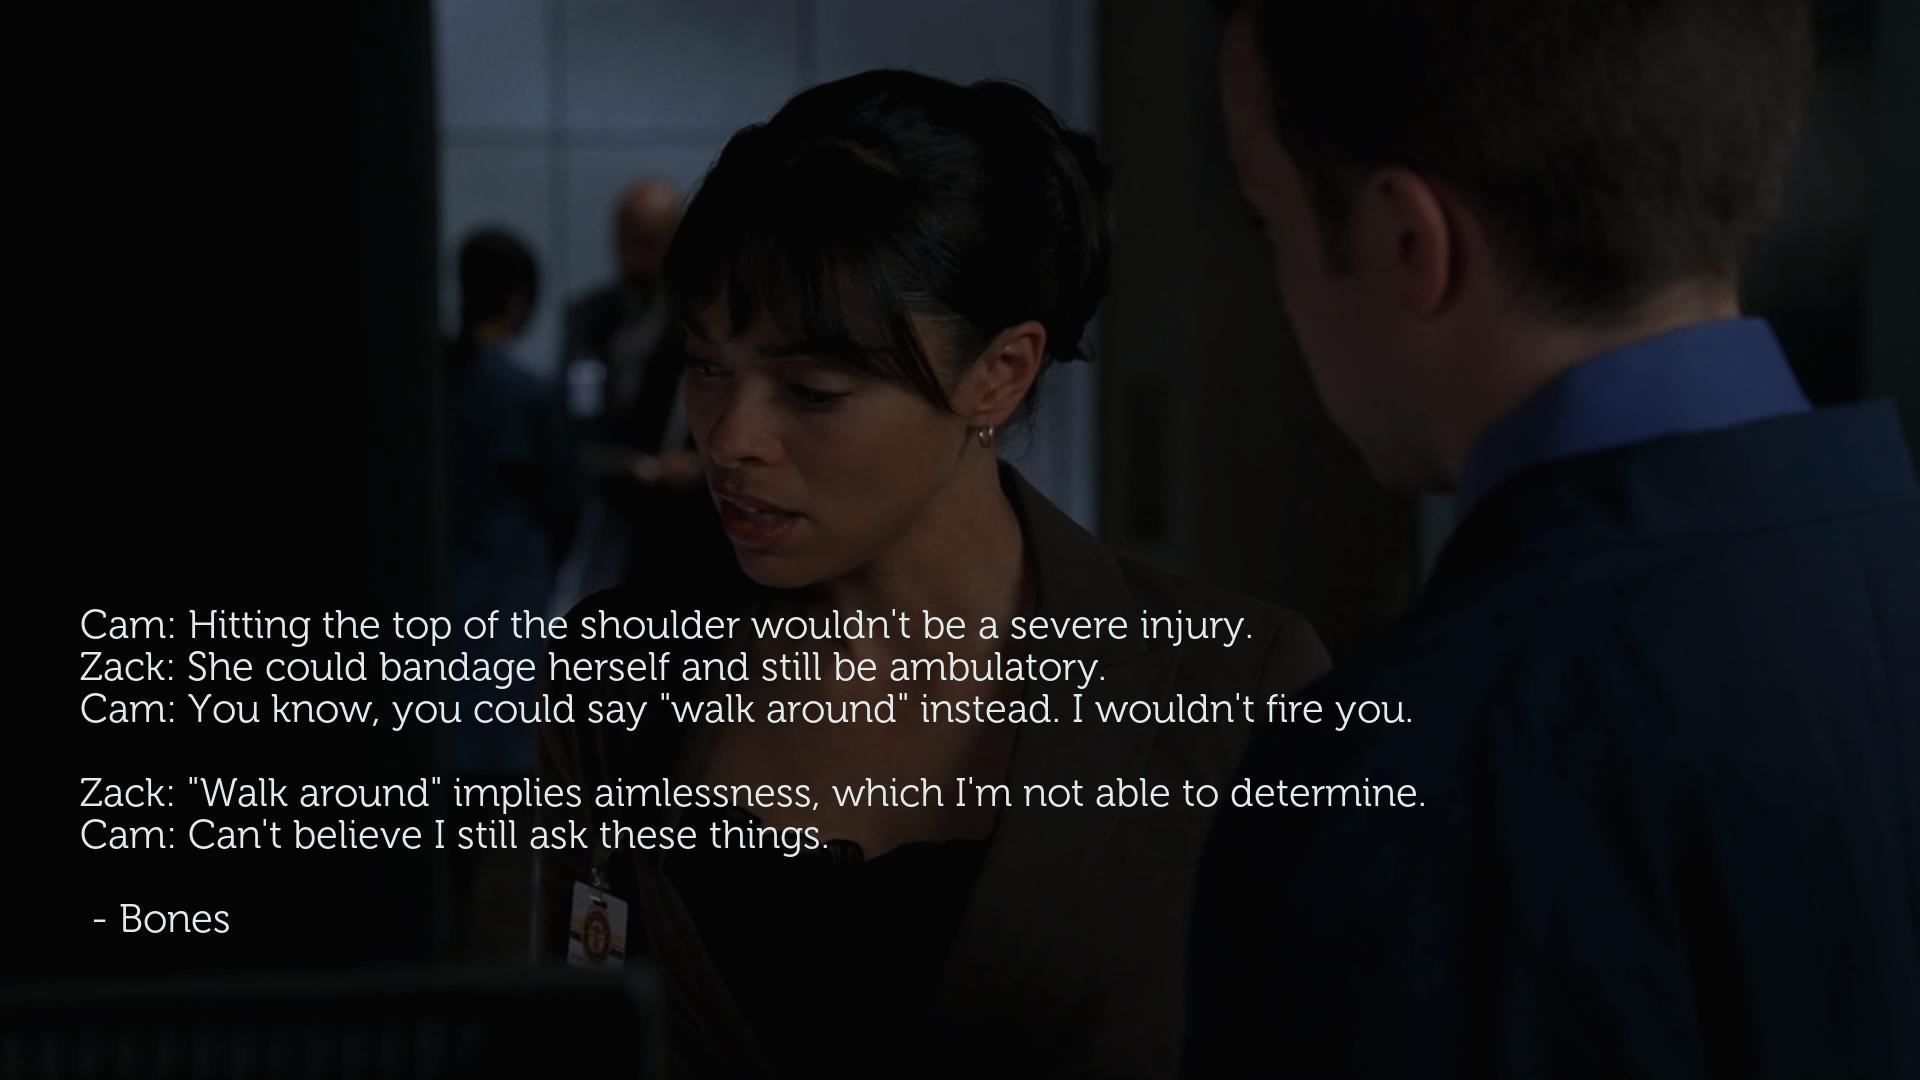 Cam: Hitting the top of the shoulder wouldn't be a severe injury.
Zack: She could bandage herself and still be ambulatory.
Cam: You know, you could say "walk around" instead. I wouldn't fire you.
Zack: "Walk around" implies aimlessness, which I'm not able to determine.
Cam: Can't believe I still ask these things.
- Bones